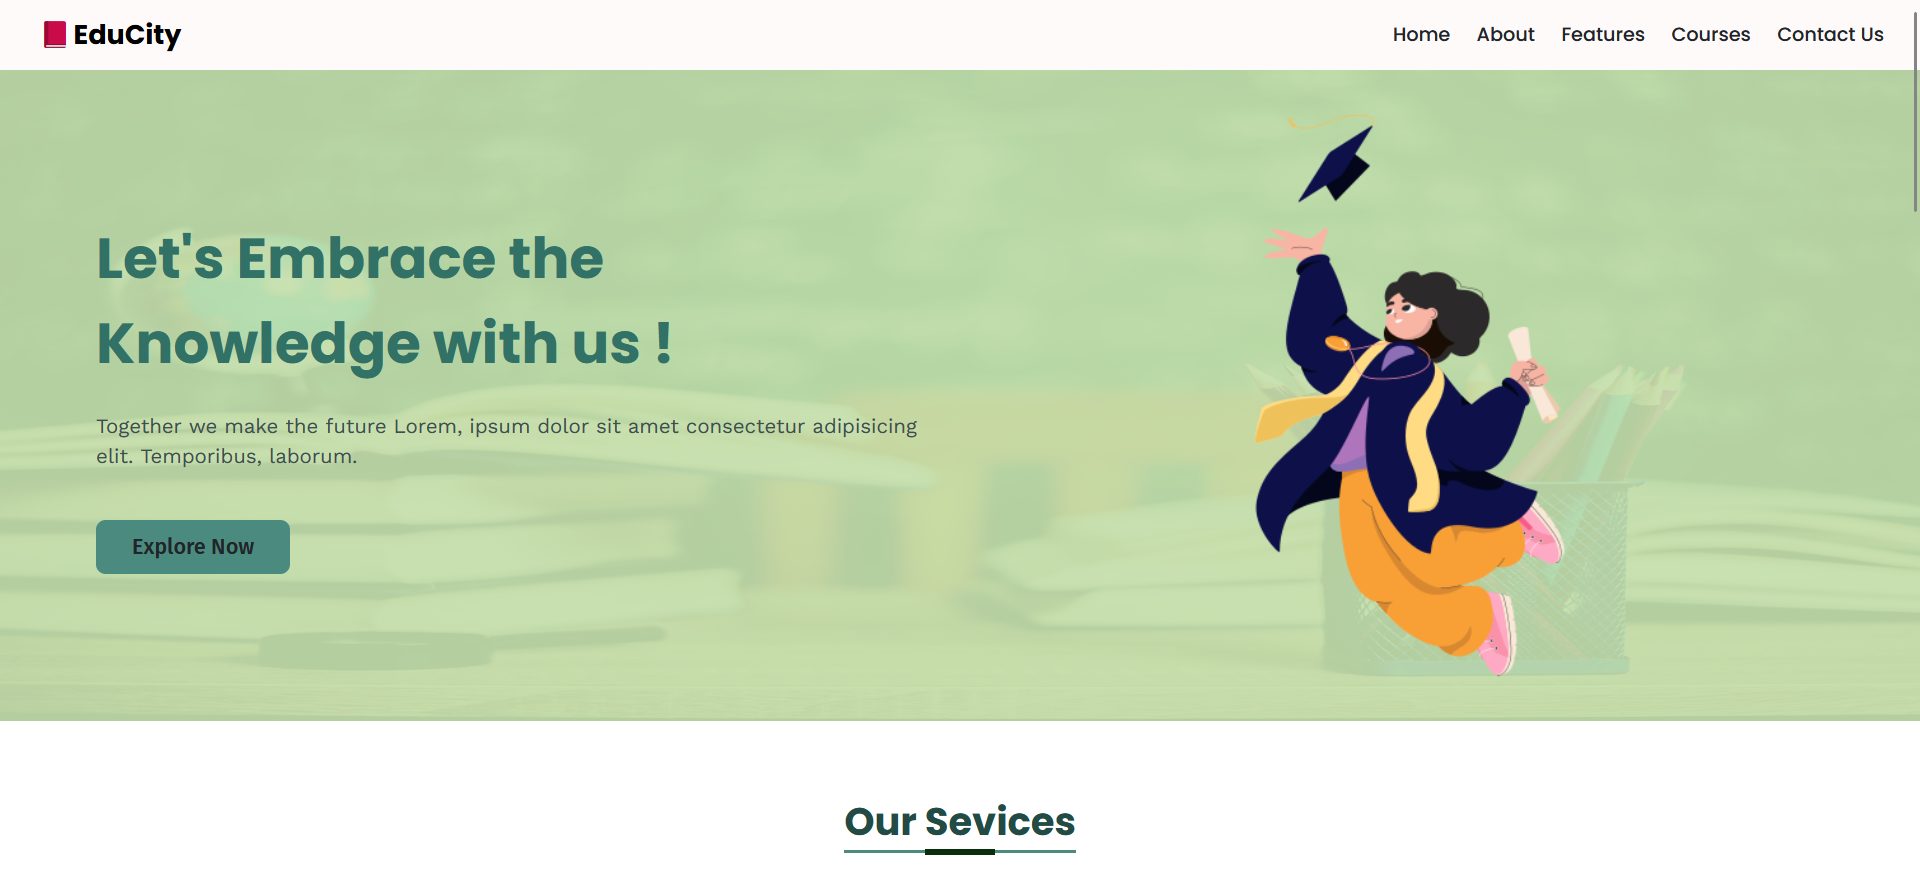 EduCity
Home About Features Courses Contact Us
Let's Embrace the
Knowledge with us !
Together we make the future Lorem, ipsum dolor sit amet consectetur adipisicing
elit. Temporibus, laborum.
Explore Now
Our Sevices